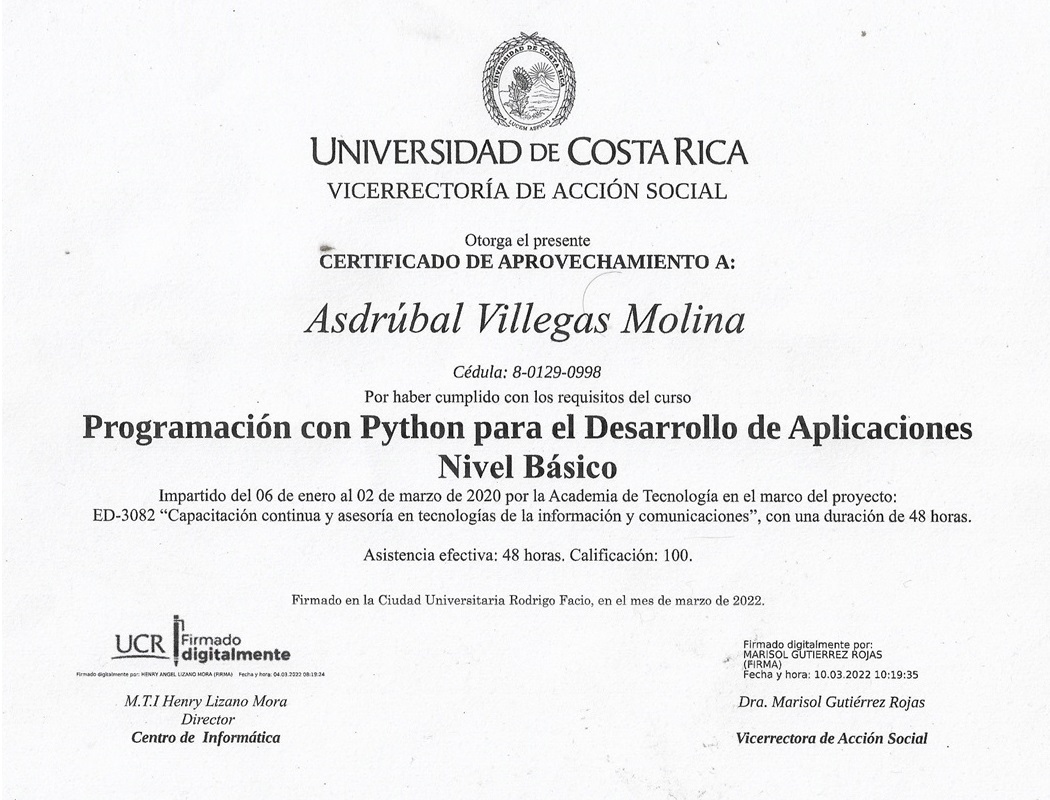 UNIVERSIDAD DE COSTA RICA
LUCEM ASPICIO
UNIVERSIDAD DE COSTA RICA
VICERRECTORÍA DE ACCIÓN SOCIAL
Otorga el presente
CERTIFICADO DE APROVECHAMIENTO A:
Asdrúbal Villegas Molina
Cédula: 8-0129-0998
Por haber cumplido con los requisitos del curso
Programación con Python para el Desarrollo de Aplicaciones
Nivel Básico
Impartido del 06 de enero al 02 de marzo de 2020 por la Academia de Tecnología en el marco del proyecto:
ED-3082 “Capacitación continua y asesoría en tecnologías de la información y comunicaciones”, con una duración de 48 horas.
Asistencia efectiva: 48 horas. Calificación: 100.
Firmado en la Ciudad Universitaria Rodrigo Facio, en el mes de marzo de 2022.
UCR Firmado
digitalmente
Firmado digitalmente por: HENRY ANGEL LIZANO MORA (FIRMA) Fecha y hora: 04.03.2022 08:19:24
M.T.I Henry Lizano Mora
Director
Centro de Informática
Firmado digitalmente por:
MARISOL GUTIERREZ ROJAS
(FIRMA)
Fecha y hora: 10.03.2022 10:19:35
Dra. Marisol Gutiérrez Rojas
Vicerrectora de Acción Social